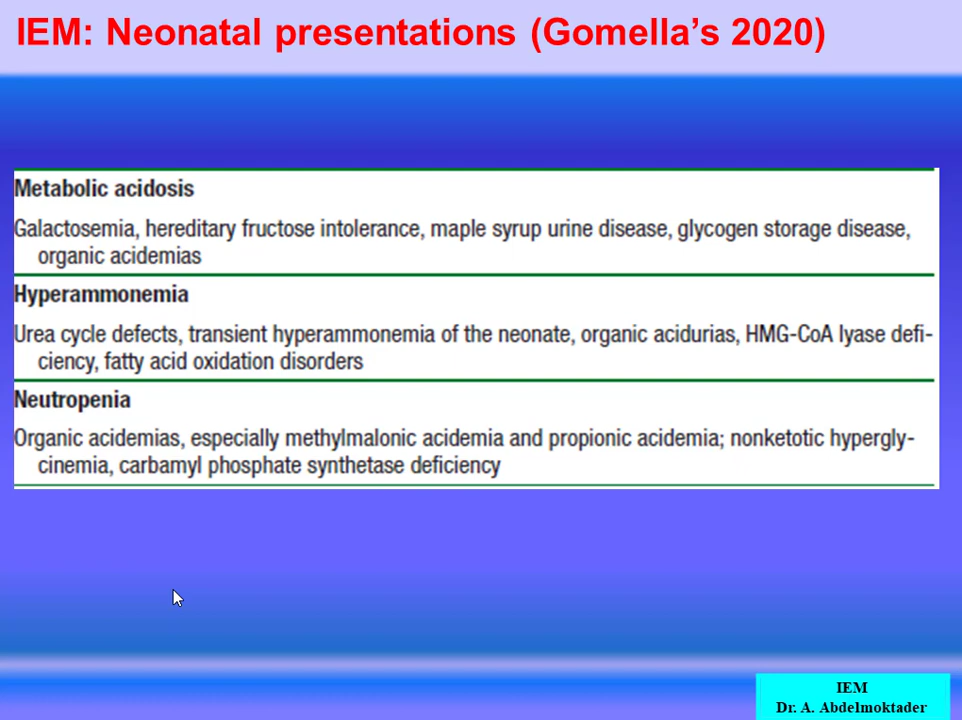 IEM: Neonatal presentations (Gomella's 2020)
Metabolic acidosis
Galactosemia, hereditary fructose intolerance, maple syrup urine disease, glycogen storage disease,
organic acidemias
Hyperammonemia
Urea cycle defects, transient hyperammonemia of the neonate, organic acidurias, HMG-CoA lyase defi-
ciency, fatty acid oxidation disorders
Neutropenia
Organic acidemias, especially methylmalonic acidemia and propionic acidemia; nonketotic hypergly-
cinemia, carbamyl phosphate synthetase deficiency
IEM
Dr. A. Abdelmoktader